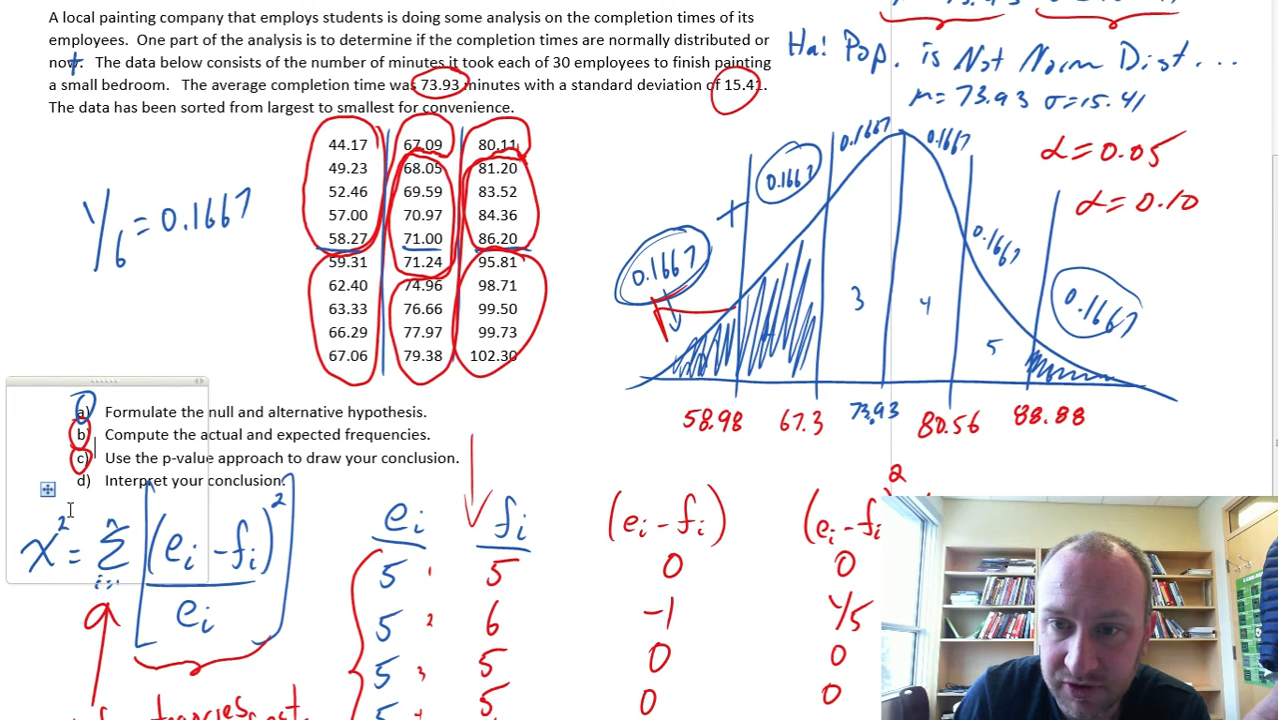 A local painting company that employs students is doing some analysis on the completion times of its
employees. One part of the analysis is to determine if the completion times are normally distributed or
now. The data below consists of the number of minutes it took each of 30 employees to finish painting
a small bedroom. The average completion time was 73.93 minutes with a standard deviation of 15.41.
The data has been sorted from largest to smallest for convenience.
Ha: Pop. is Not Norm Dist...
μ=73.93 σ=15.41
α=0.05
α=0.10
1/6 = 0.1667
44.17 67.09 80.11
49.23 68.05 81.20
52.46 69.59 83.52
57.00 70.97 84.36
58.27 71.00 86.20
59.31 71.24 95.81
62.40 74.96 98.71
63.33 76.66 99.50
66.29 77.97 99.73
67.06 79.38 102.30
0.1667 + 0.1667 0.1667 0.1667 0.1667 0.1667
3 4 5
58.98 67.3 73.93 80.56 88.88
a) Formulate the null and alternative hypothesis.
b) Compute the actual and expected frequencies.
c) Use the p-value approach to draw your conclusion.
d) Interpret your conclusion.
ei fi (ei - fi) (ei - fi 2
5 1 5 0 0
5 2 6 -1 1/5
5 3 5 0 0
5 4 5 0 0